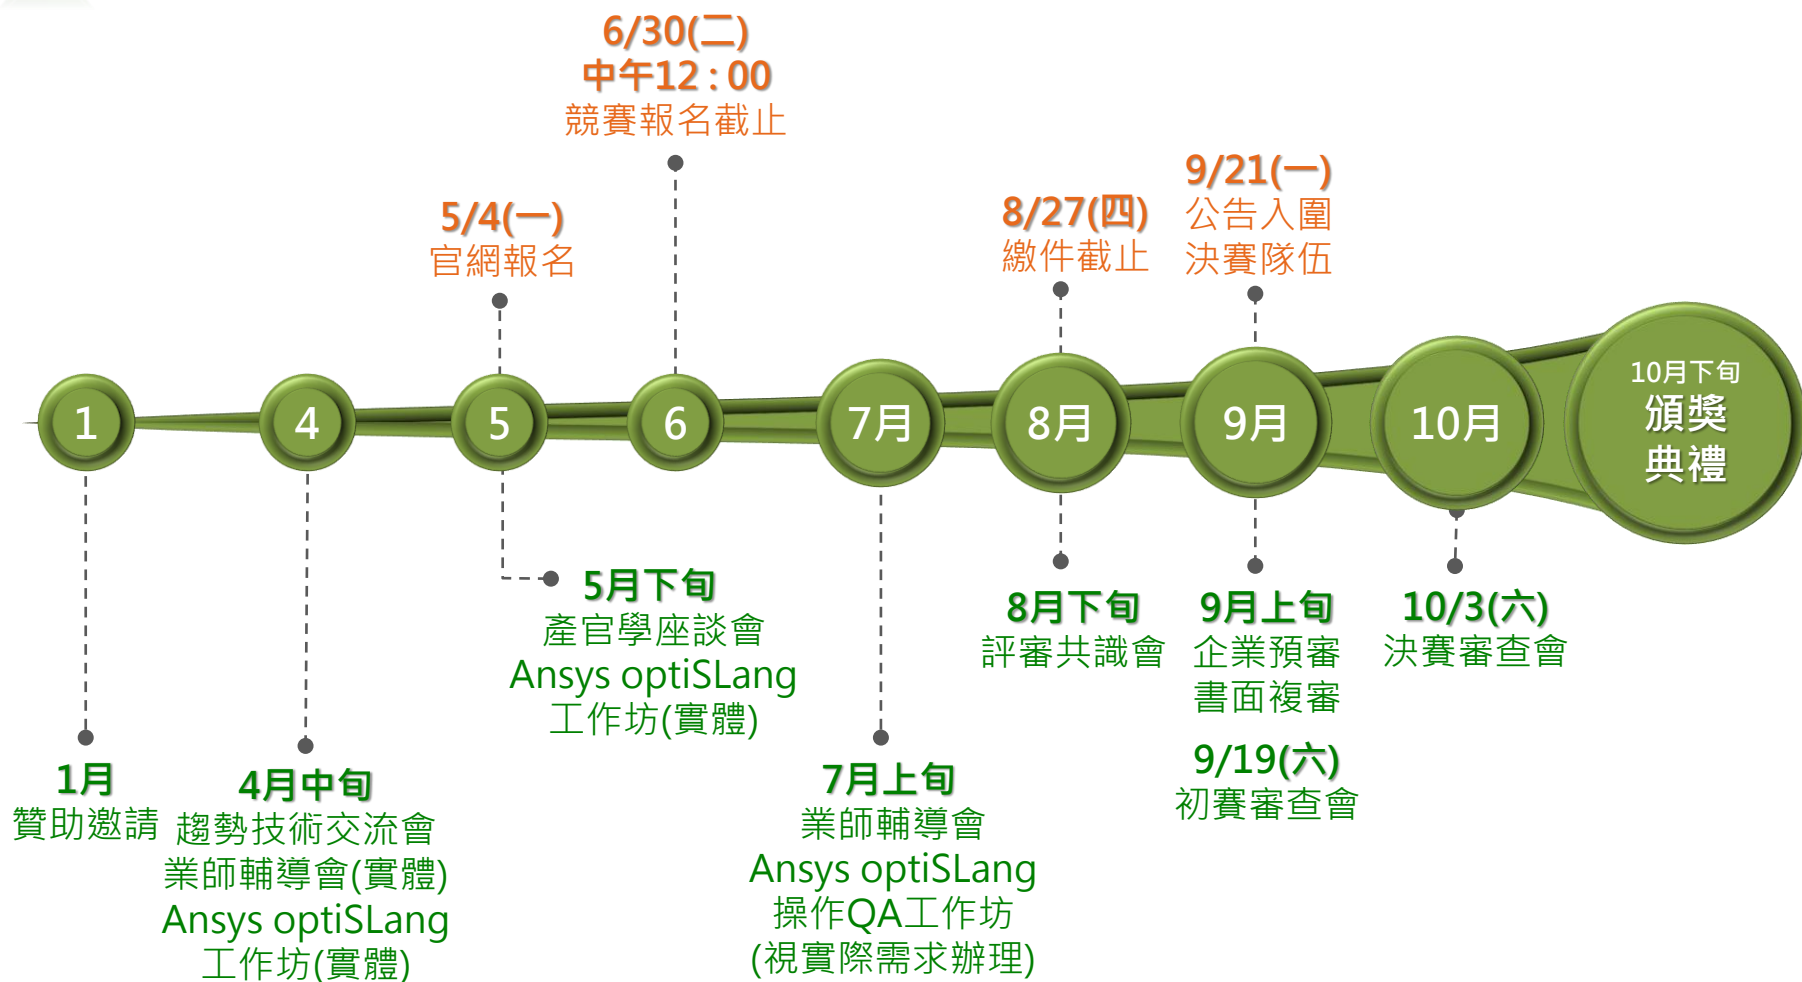 6/30(二)
中午12：00
競賽報名截止
5/4(一)
官網報名
8/27(四)
繳件截止
9/21(一)
公告入圍
決賽隊伍
1
4
5
6
7月
8月
9月
10月
10月下旬
頒獎
典禮
1月
贊助邀請
4月中旬
趨勢技術交流會
業師輔導會(實體)
Ansys optiSLang
工作坊(實體)
5月下旬
產官學座談會
Ansys optiSLang
工作坊(實體)
7月上旬
業師輔導會
Ansys optiSLang
操作QA工作坊
(視實際需求辦理)
8月下旬
評審共識會
9月上旬
企業預審
書面複審
9/19(六)
初賽審查會
10/3(六)
決賽審查會